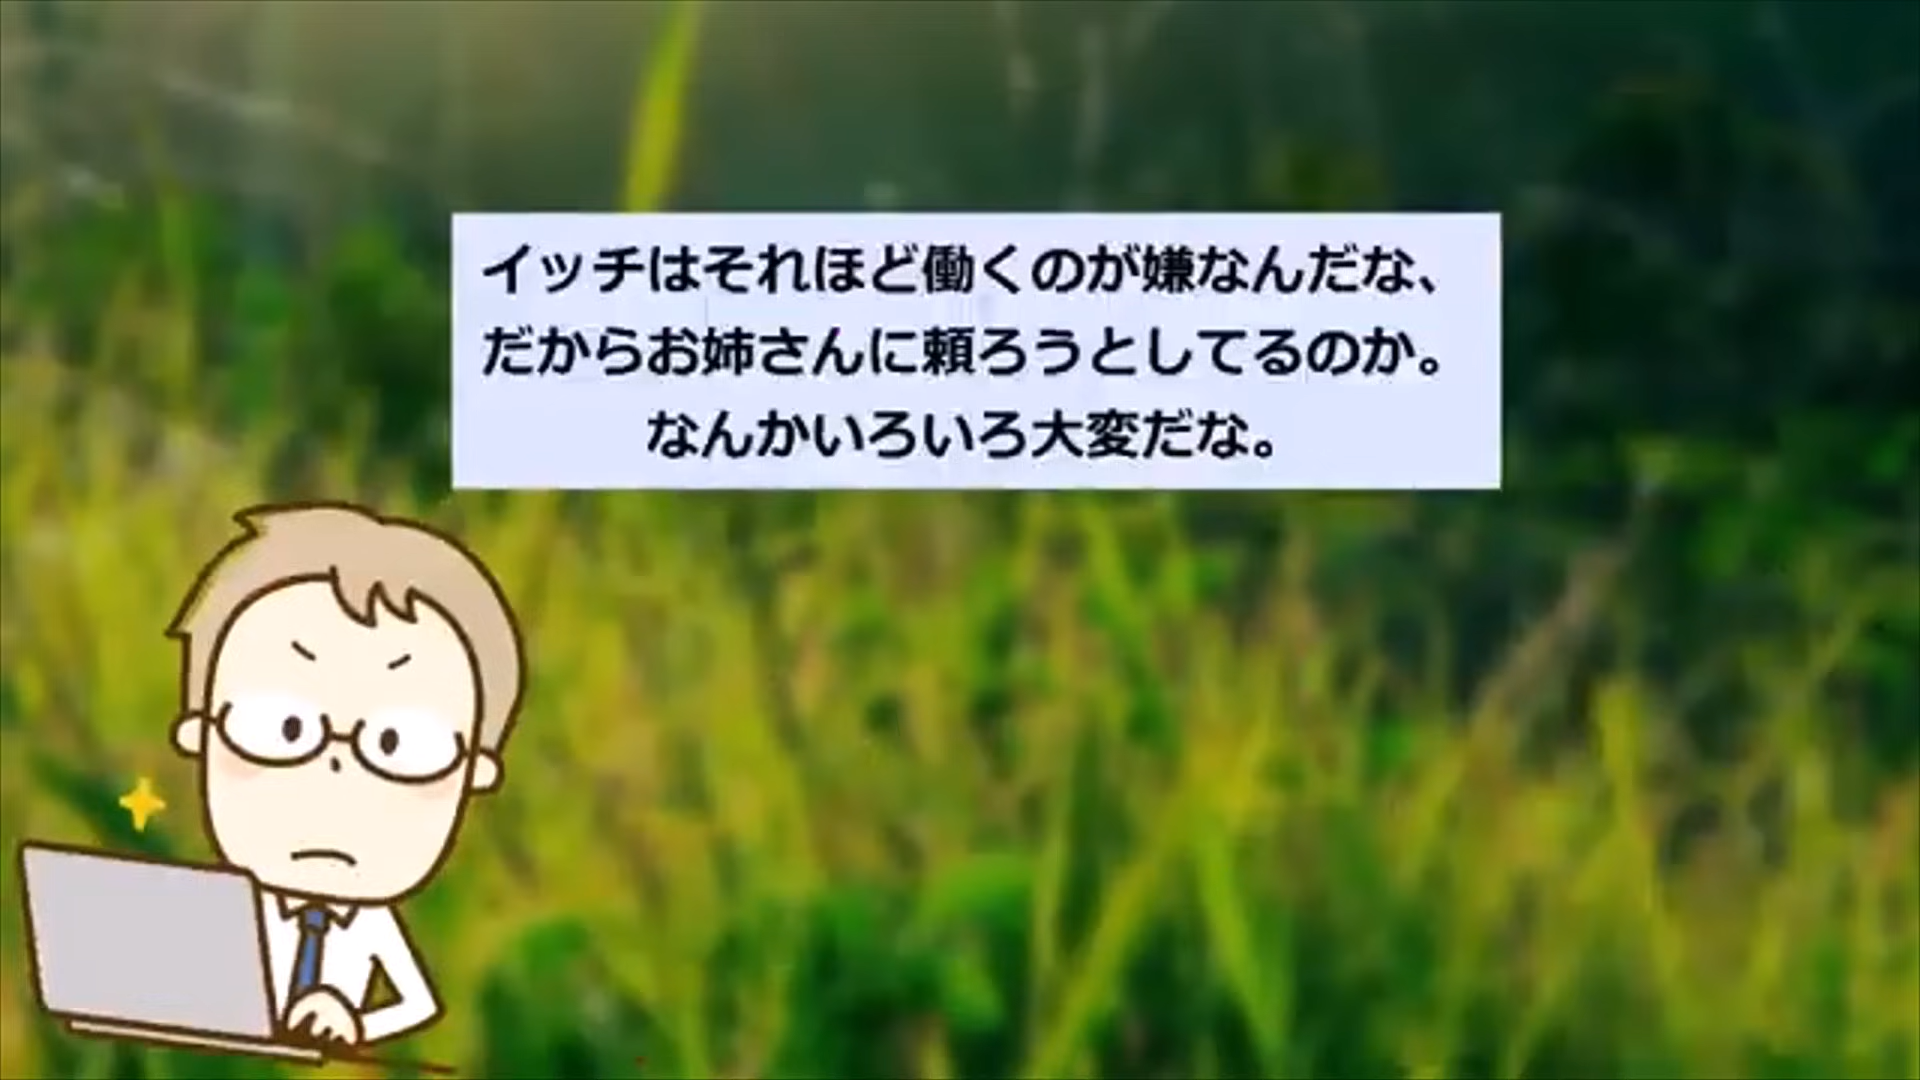 イッチはそれほど働くのが嫌なんだな、
だからお姉さんに頼ろうとしてるのか。
なんかいろいろ大変だな。